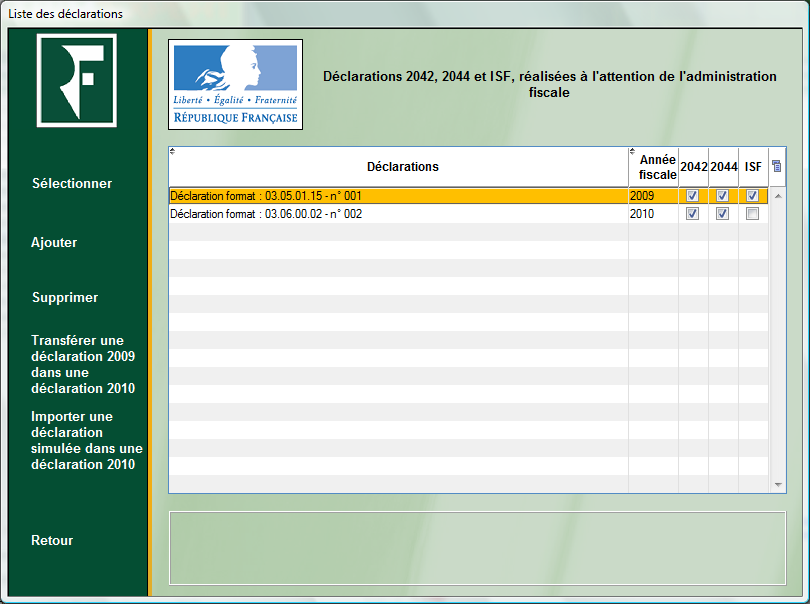 Liste des déclarations
Liberté • Égalité • Fraternité
RÉPUBLIQUE FRANÇAISE
Déclarations 2042, 2044 et ISF, réalisées à l'attention de l'administration
fiscale
Sélectionner
Ajouter
Supprimer
Transférer une
déclaration 2009
dans une
déclaration 2010
Importer une
déclaration
simulée dans une
déclaration 2010
Retour
Déclarations Année fiscale 2042 2044 ISF
Déclaration format : 03.05.01.15 - n° 001 2009
Déclaration format : 03.06.00.02 - n° 002 2010